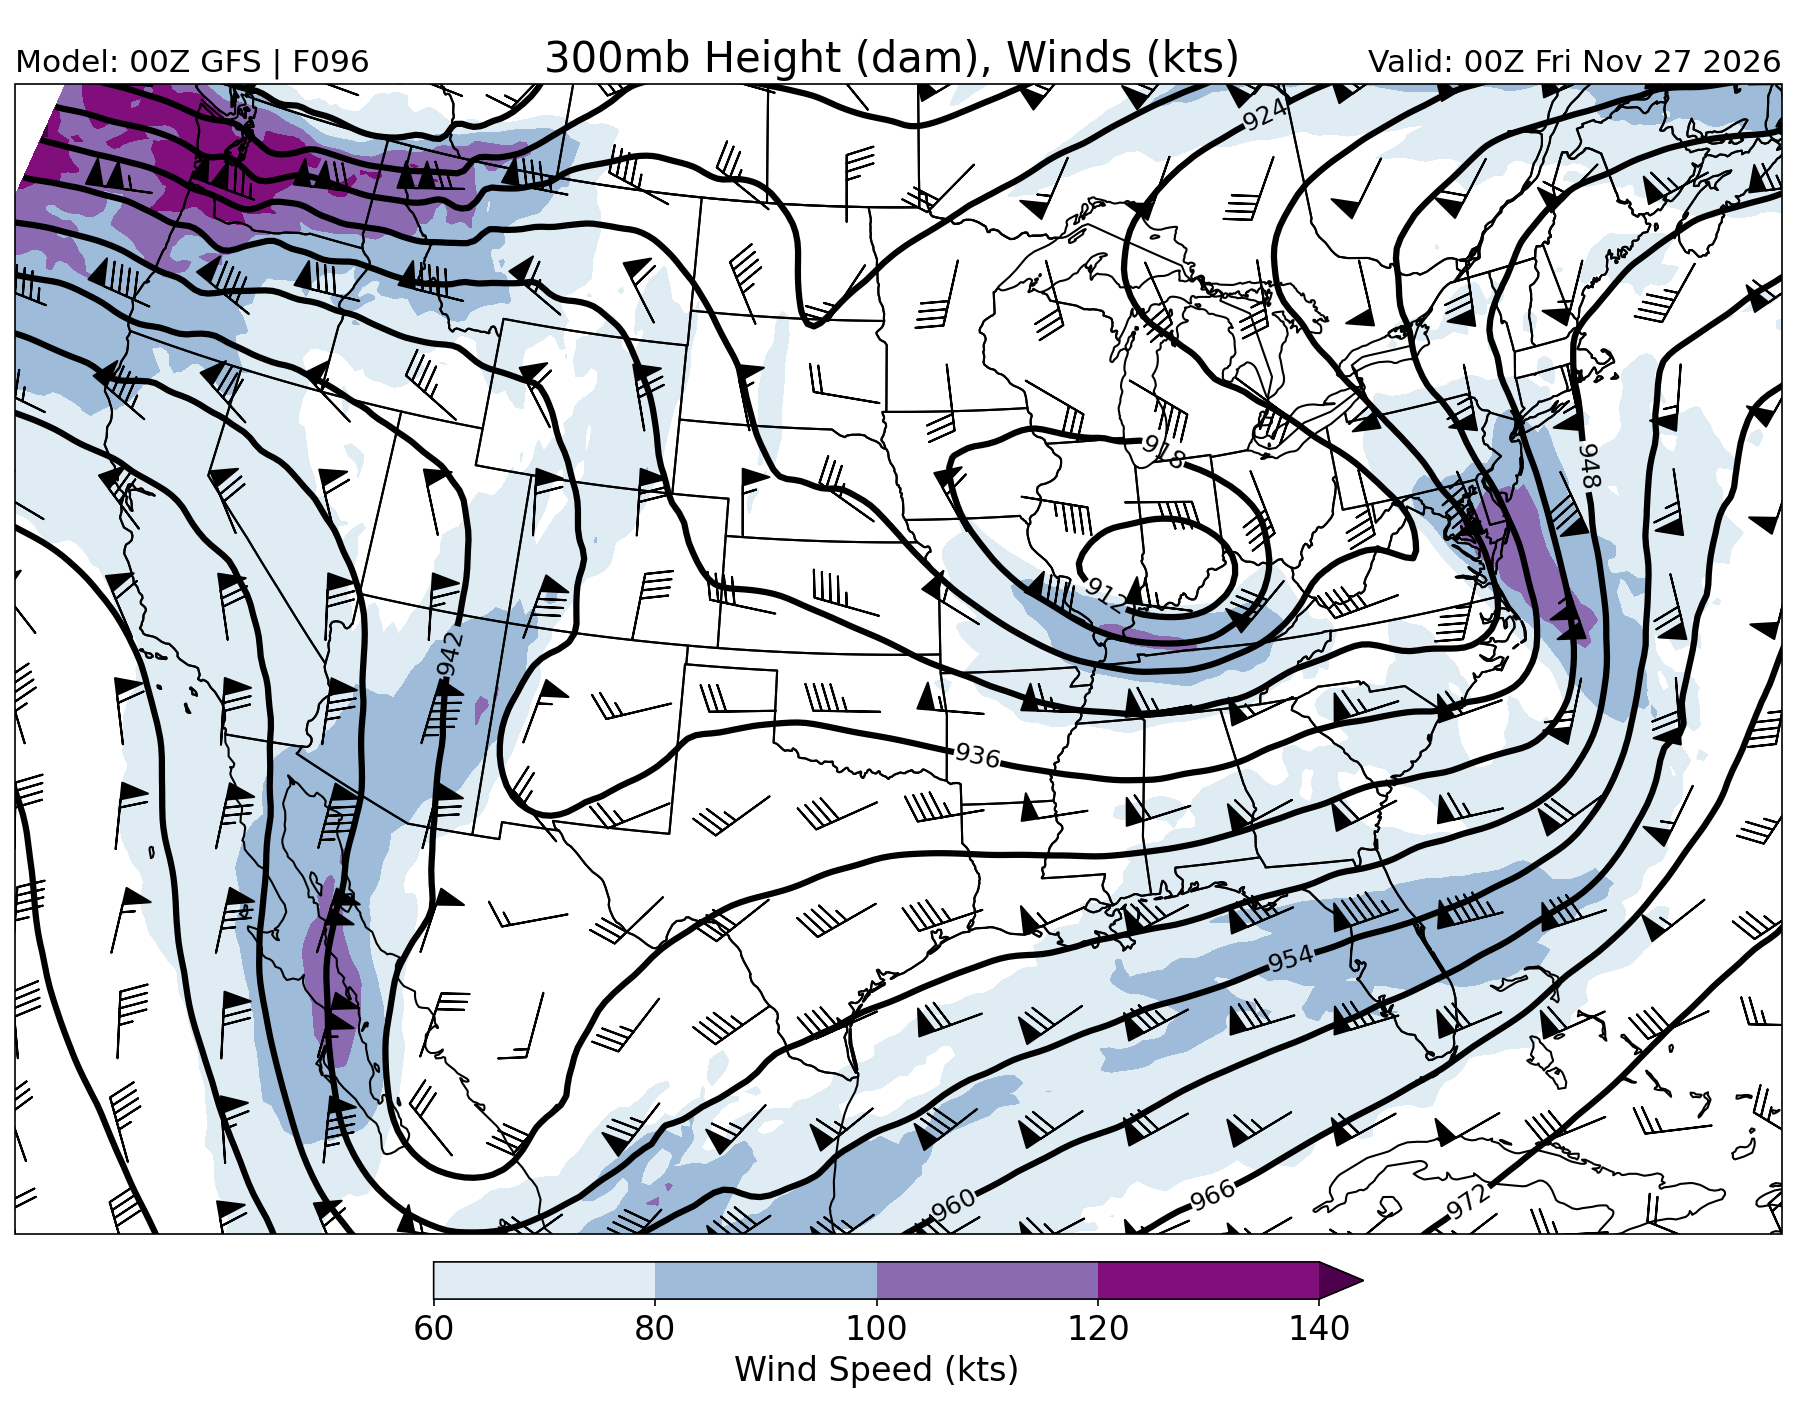 Model: 00Z GFS | F096
300mb Height (dam), Winds (kts)
Valid: 00Z Fri Nov 27 2026
924
918
948
912
942
936
954
960
966
972
60 80 100 120 140
Wind Speed (kts)